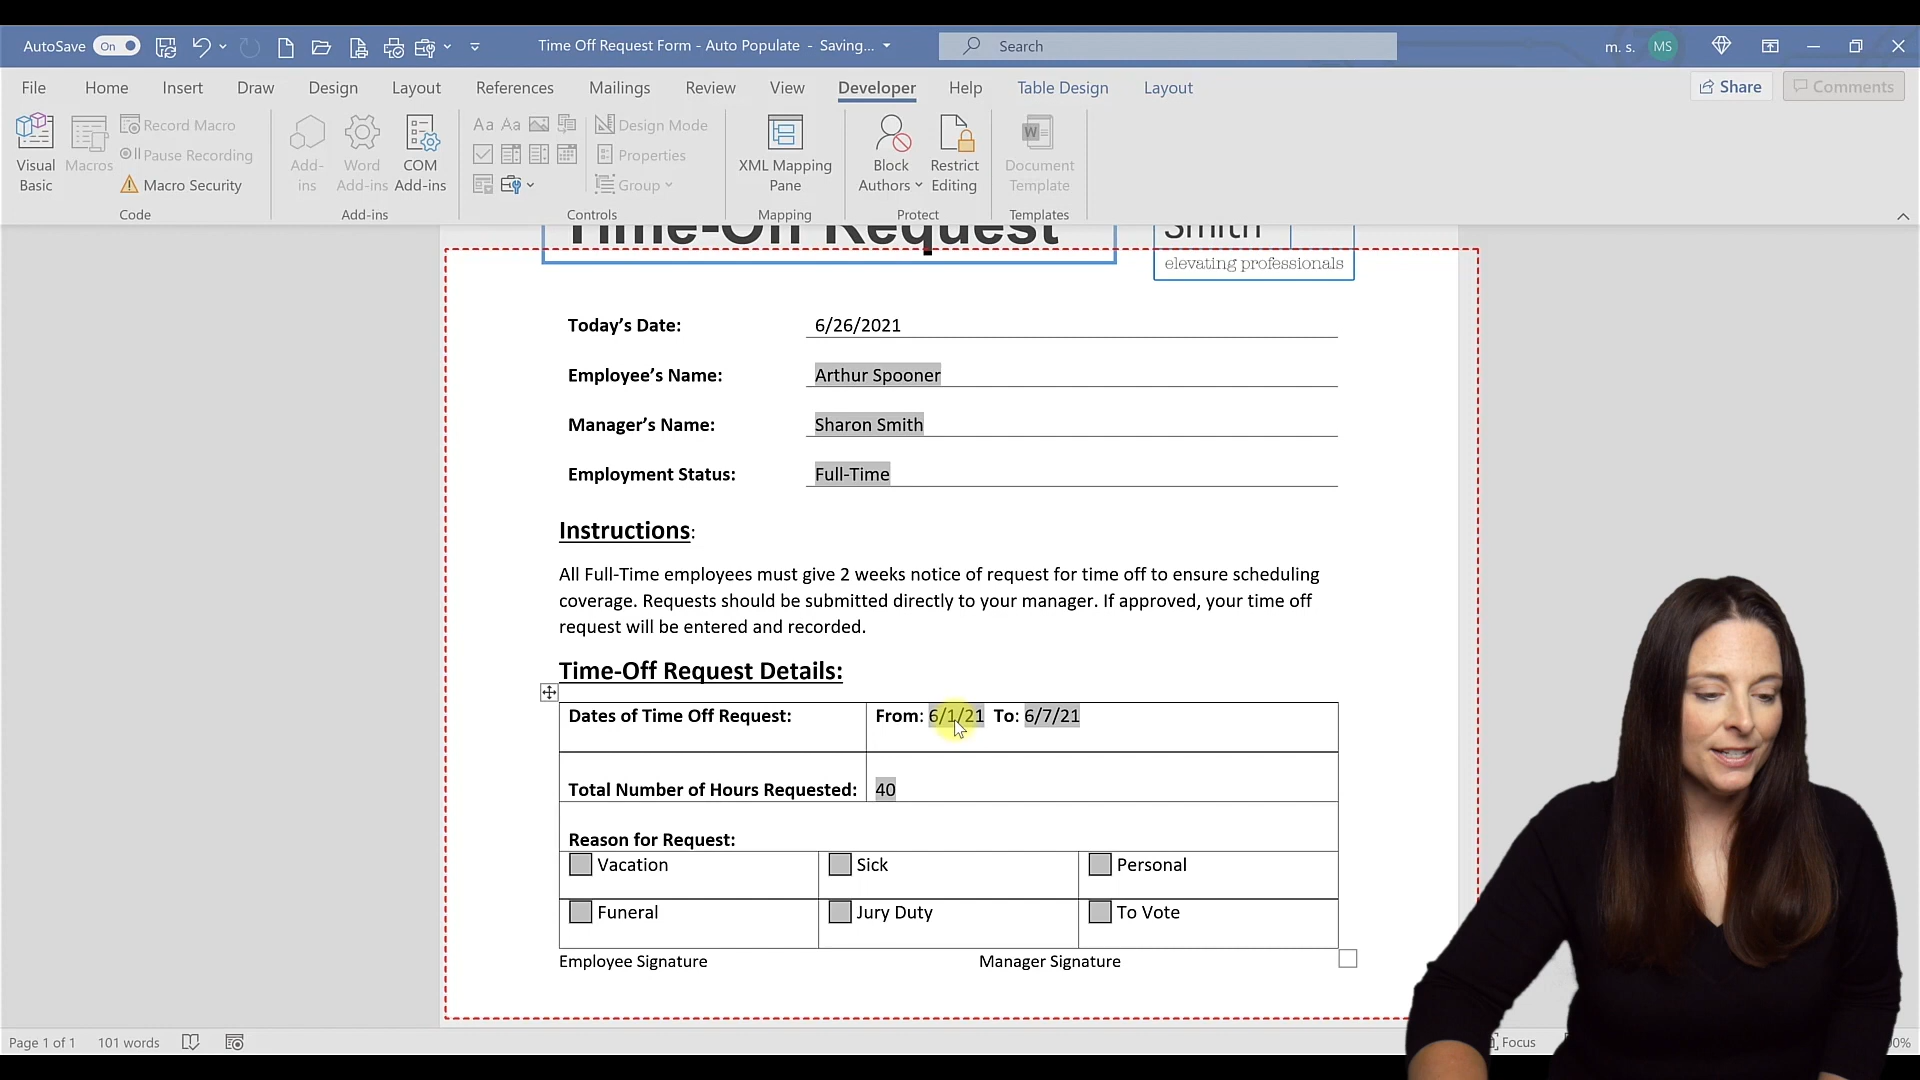 AutoSave On Time Off Request Form - Auto Populate - Saving... Search m. s. MS
File Home Insert Draw Design Layout References Mailings Review View Developer Help Table Design Layout Share Comments
Visual Basic
Macros
Record Macro
Pause Recording
Macro Security
Code
Add-ins
Word Add-ins
COM Add-ins
Add-ins
Aa Aa
Design Mode
Properties
Group
Controls
XML Mapping Pane
Mapping
Block Authors
Restrict Editing
Protect
W
Document Template
Templates
Time-Off Request
Smith
elevating professionals
Today's Date: 6/26/2021
Employee's Name: Arthur Spooner
Manager's Name: Sharon Smith
Employment Status: Full-Time
Instructions:
All Full-Time employees must give 2 weeks notice of request for time off to ensure scheduling
coverage. Requests should be submitted directly to your manager. If approved, your time off
request will be entered and recorded.
Time-Off Request Details:
Dates of Time Off Request: From: 6/1/21 To: 6/7/21
Total Number of Hours Requested: 40
Reason for Request:
Vacation Sick Personal
Funeral Jury Duty To Vote
Employee Signature Manager Signature
Page 1 of 1 101 words Focus